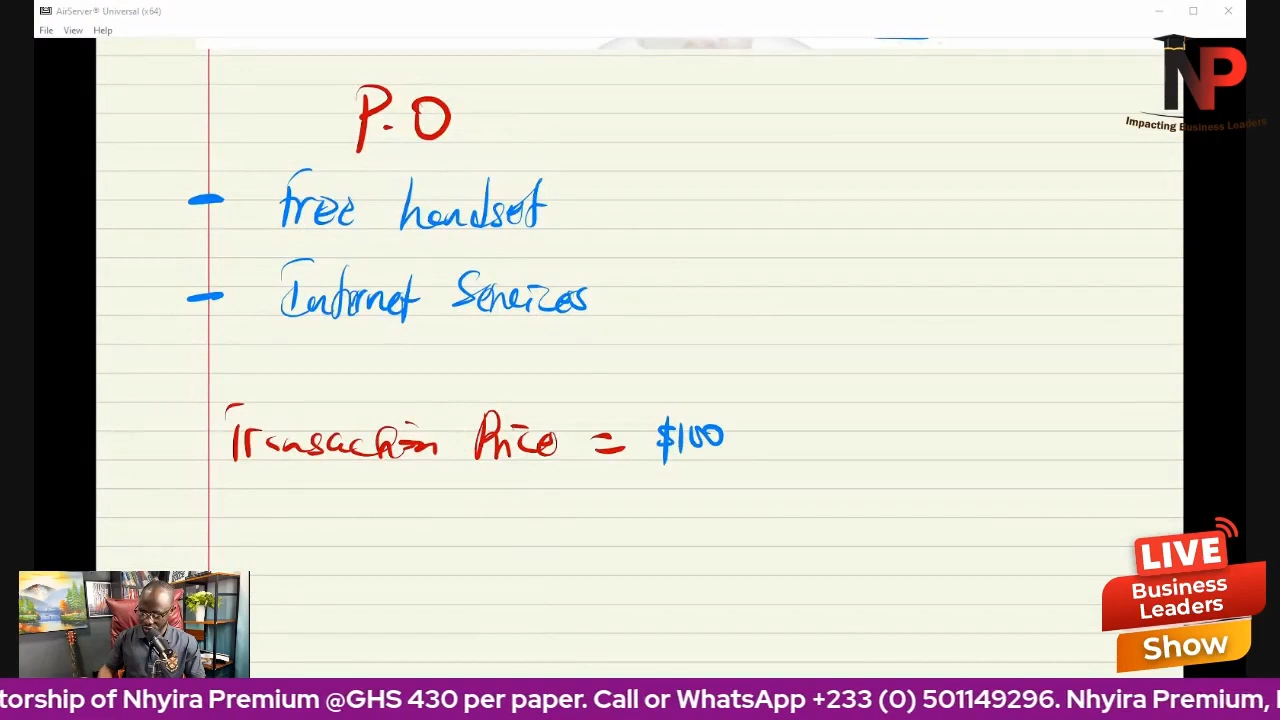 AirServer® Universal (x64)
File View Help
NP
Impacting Business Leaders
P.O
- Free handset
- Internet Services
Transaction Price = $100
LIVE
Business
Leaders
Show
torship of Nhyira Premium @GHS 430 per paper. Call or WhatsApp +233 (0) 501149296. Nhyira Premium,